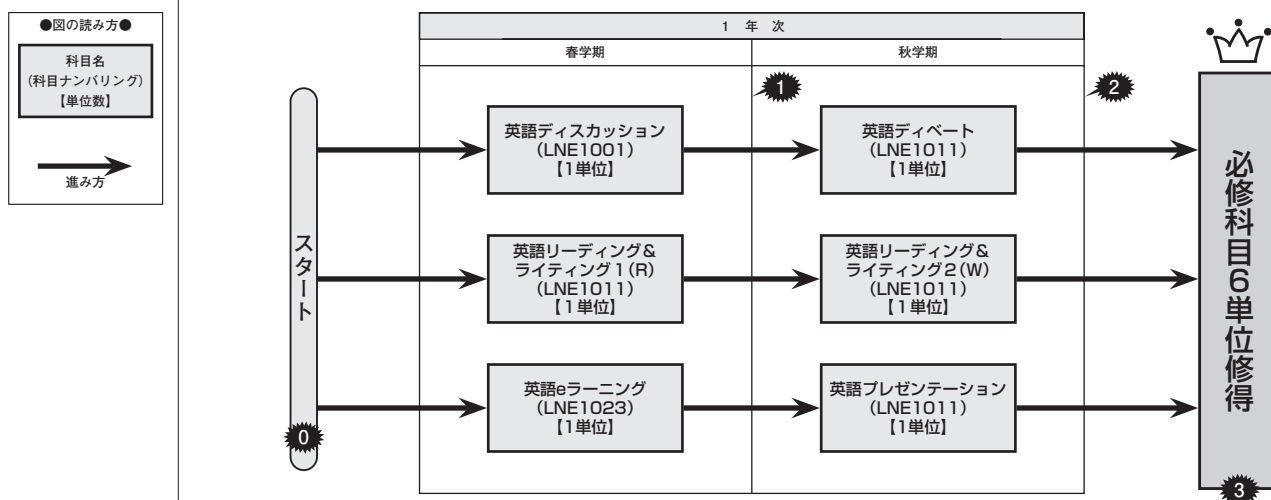 ●図の読み方●
科目名
(科目ナンバリング)
【単位数】
進み方
1 年 次
春学期
秋学期
1
2
スタート
0
英語ディスカッション
(LNE1001)
【1単位】
英語ディベート
(LNE1011)
【1単位】
英語リーディング&
ライティング1(R)
(LNE1011)
【1単位】
英語リーディング&
ライティング2(W)
(LNE1011)
【1単位】
英語eラーニング
(LNE1023)
【1単位】
英語プレゼンテーション
(LNE1011)
【1単位】
必修科目6単位修得
3